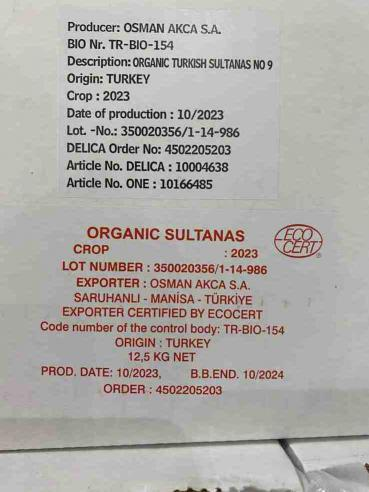 Producer: OSMAN AKCA S.A.
BIO Nr. TR-BIO-154
Description: ORGANIC TURKISH SULTANAS NO 9
Origin: TURKEY
Crop : 2023
Date of production : 10/2023
Lot. -No.: 350020356/1-14-986
DELICA Order No: 4502205203
Article No. DELICA : 10004638
Article No. ONE : 10166485
ORGANIC SULTANAS
ECO
CERT
CROP : 2023
LOT NUMBER : 350020356/1-14-986
EXPORTER : OSMAN AKCA S.A.
SARUHANLI - MANİSA - TÜRKİYE
EXPORTER CERTIFIED BY ECOCERT
Code number of the control body: TR-BIO-154
ORIGIN : TURKEY
12,5 KG NET
PROD. DATE: 10/2023, B.B.END. 10/2024
ORDER : 4502205203